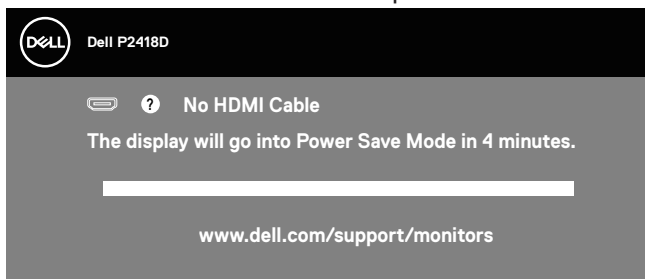 DELL
Dell P2418D
? No HDMI Cable
The display will go into Power Save Mode in 4 minutes.
www.dell.com/support/monitors